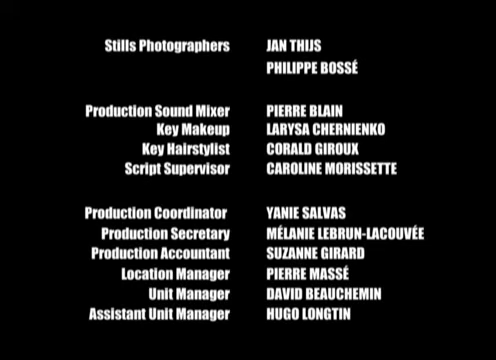 Stills Photographers JAN THIJS
PHILIPPE BOSSÉ
Production Sound Mixer PIERRE BLAIN
Key Makeup LARYSA CHERNIENKO
Key Hairstylist CORALD GIROUX
Script Supervisor CAROLINE MORISSETTE
Production Coordinator YANIE SALVAS
Production Secretary MÉLANIE LEBRUN-LACOUVÉE
Production Accountant SUZANNE GIRARD
Location Manager PIERRE MASSÉ
Unit Manager DAVID BEAUCHEMIN
Assistant Unit Manager HUGO LONGTIN